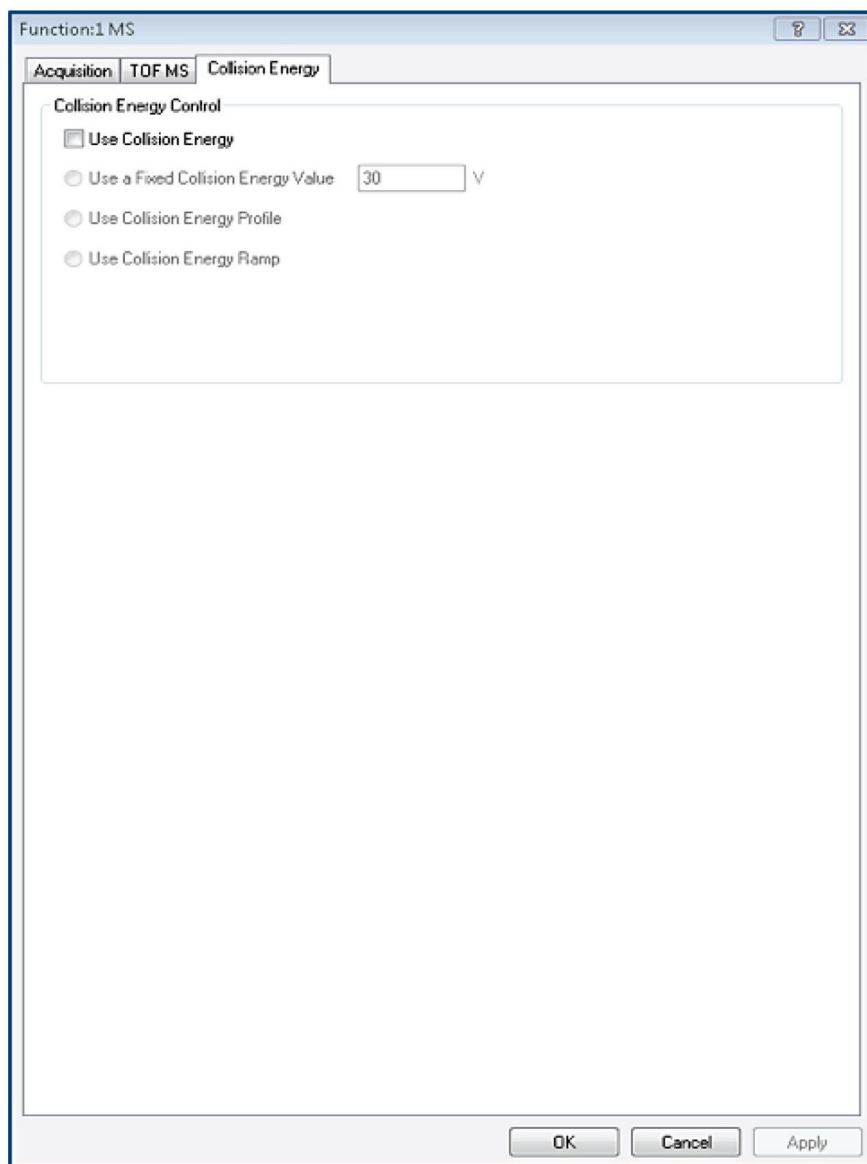 Function:1 MS
Acquisition TOF MS Collision Energy
Collision Energy Control
Use Collision Energy
Use a Fixed Collision Energy Value 30 V
Use Collision Energy Profile
Use Collision Energy Ramp
OK Cancel Apply